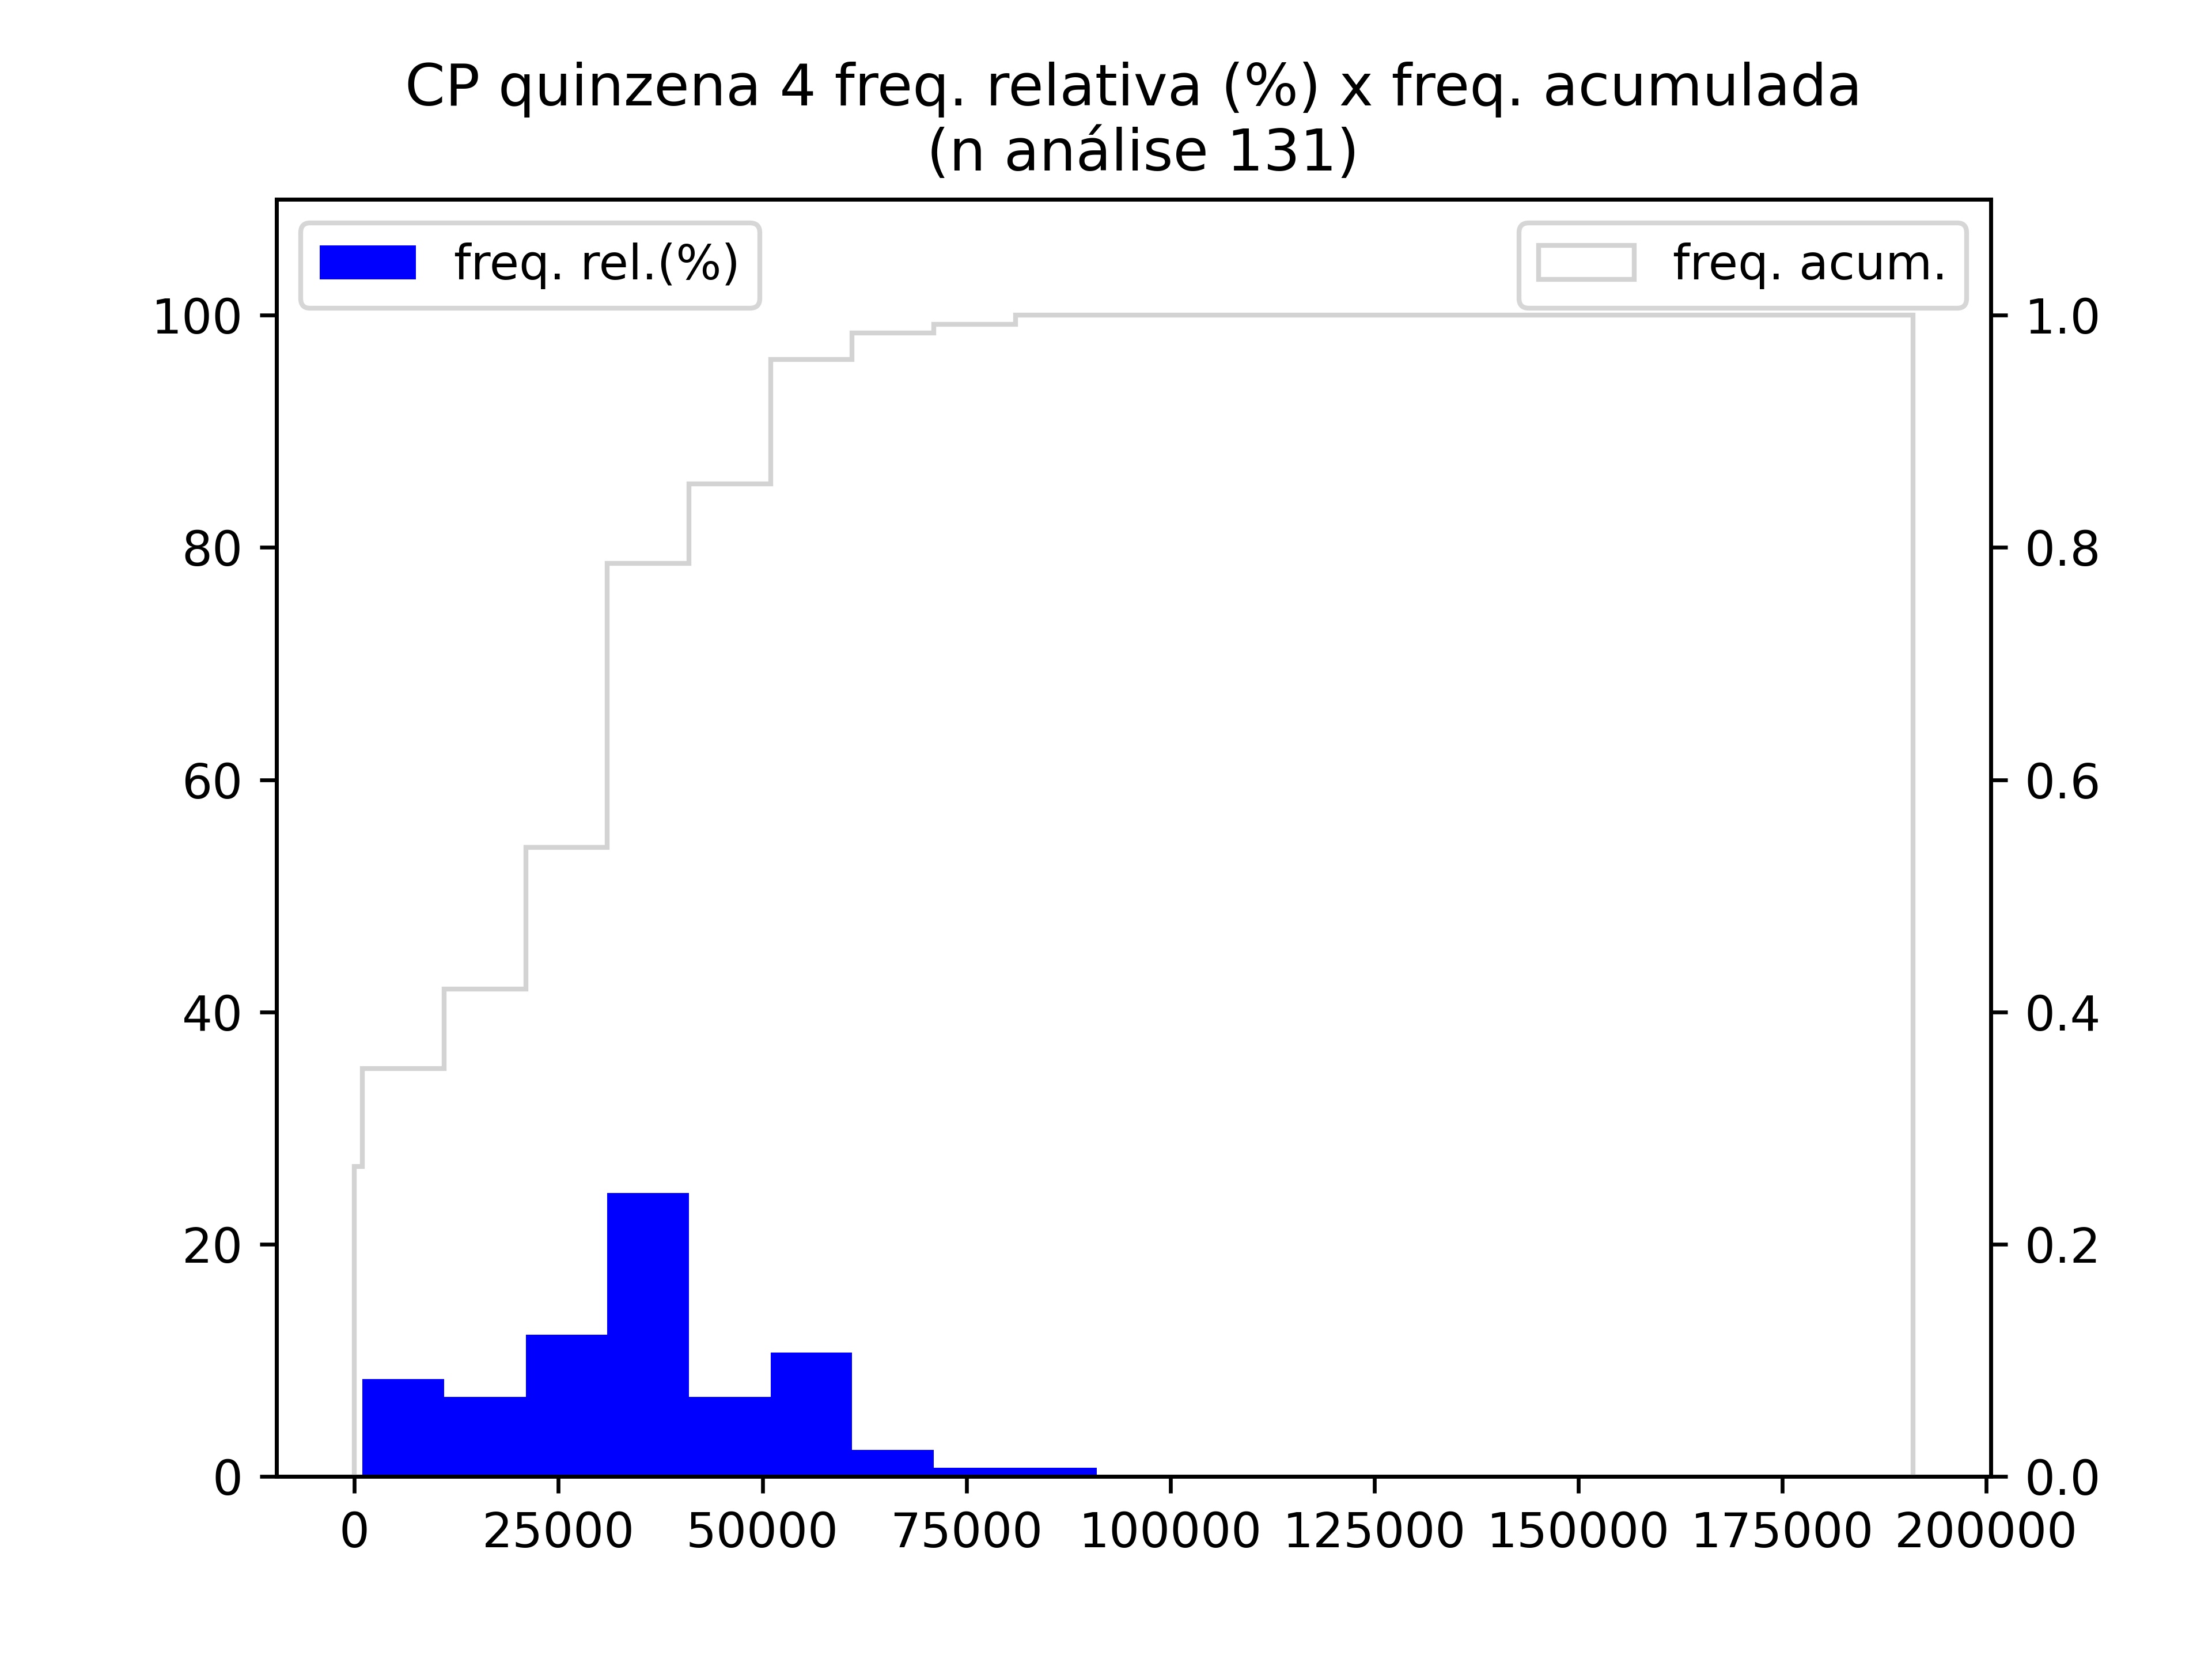 CP quinzena 4 freq. relativa (%) x freq. acumulada
(n análise 131)
freq. rel.(%)
freq. acum.
100
80
60
40
20
0
1.0
0.8
0.6
0.4
0.2
0.0
0 25000 50000 75000 100000 125000 150000 175000 200000